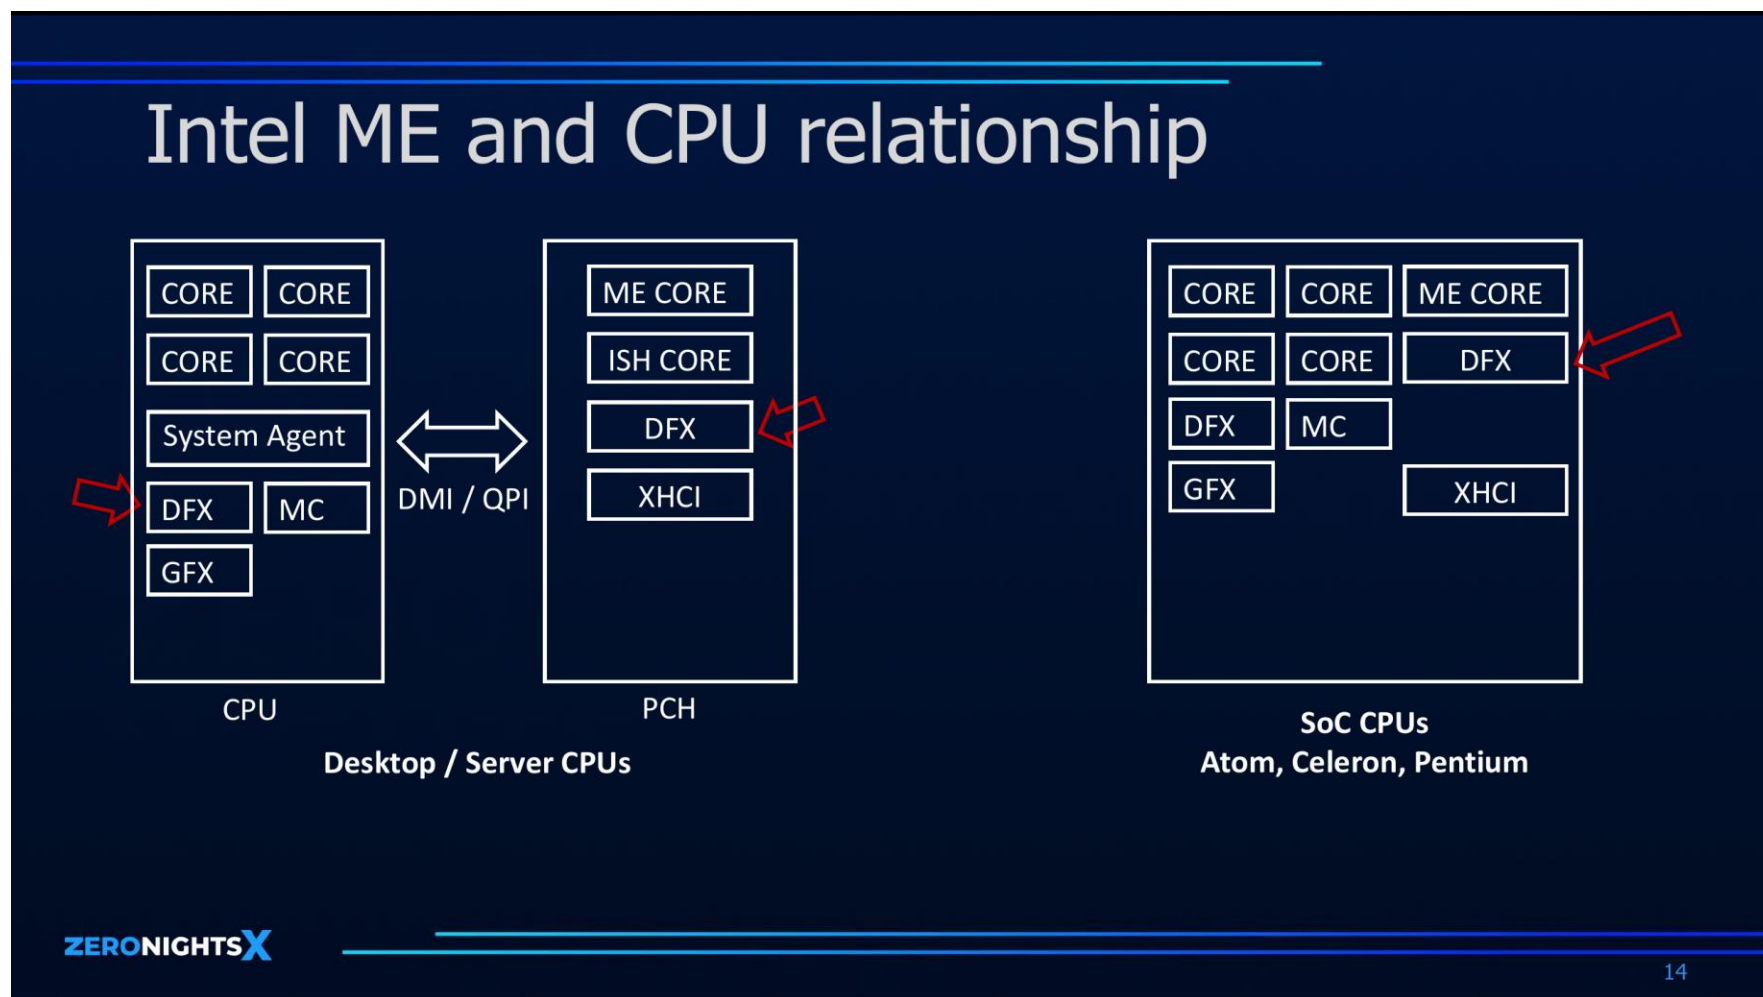 Intel ME and CPU relationship
CORE CORE
CORE CORE
System Agent
DFX MC
GFX
CPU
DMI / QPI
ME CORE
ISH CORE
DFX
XHCI
PCH
Desktop / Server CPUs
CORE CORE ME CORE
CORE CORE DFX
DFX MC
GFX XHCI
SoC CPUs
Atom, Celeron, Pentium
ZERONIGHTSX
14